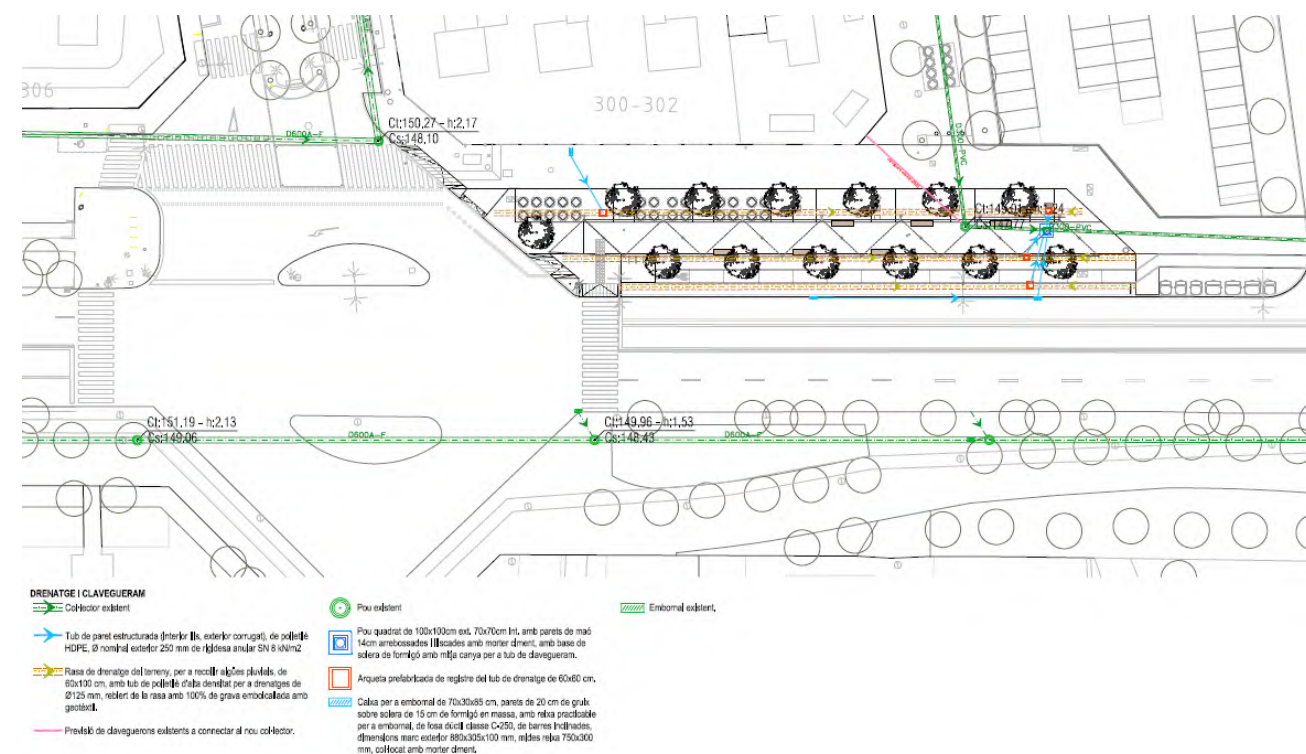 306
300-302
Ct:150,27 - h:2,17
Cs:148.10
D600A-F
Ct:151,19 - h:2,13
Cs:149.06
D600A-F
Ct:149,96 - h:1,53
Cs:148.43
D600A-F
DRENATGE I CLAVEGUERAM
Col·lector existent
Tub de paret estructurada (interior llis, exterior corrugat), de polietilè
HDPE, Ø nominal exterior 250 mm de rigidesa anular SN 8 kN/m2
Rasa de drenatge del terreny, per a recollir aigües pluvials, de
60x100 cm, amb tub de polietilè d'alta densitat per a drenatges de
Ø125 mm, reblert de la rasa amb 100% de grava embolcallada amb
geotèxtil.
Previsió de claveguerons existents a connectar al nou col·lector.
Pou existent
Pou quadrat de 100x100cm ext. 70x70cm int. amb parets de maó
14cm arrebossades i lliscades amb morter ciment, amb base de
solera de formigó amb mitja canya per a tub de clavegueram.
Arqueta prefabricada de registre del tub de drenatge de 60x60 cm.
Caixa per a embornal de 70x30x85 cm, parets de 20 cm de gruix
sobre solera de 15 cm de formigó en massa, amb reixa practicable
per a embornal, de fosa dúctil classe C-250, de barres inclinades,
dimensions marc exterior 880x305x100 mm, mides reixa 750x300
mm, col·locat amb morter ciment.
Embornal existent,